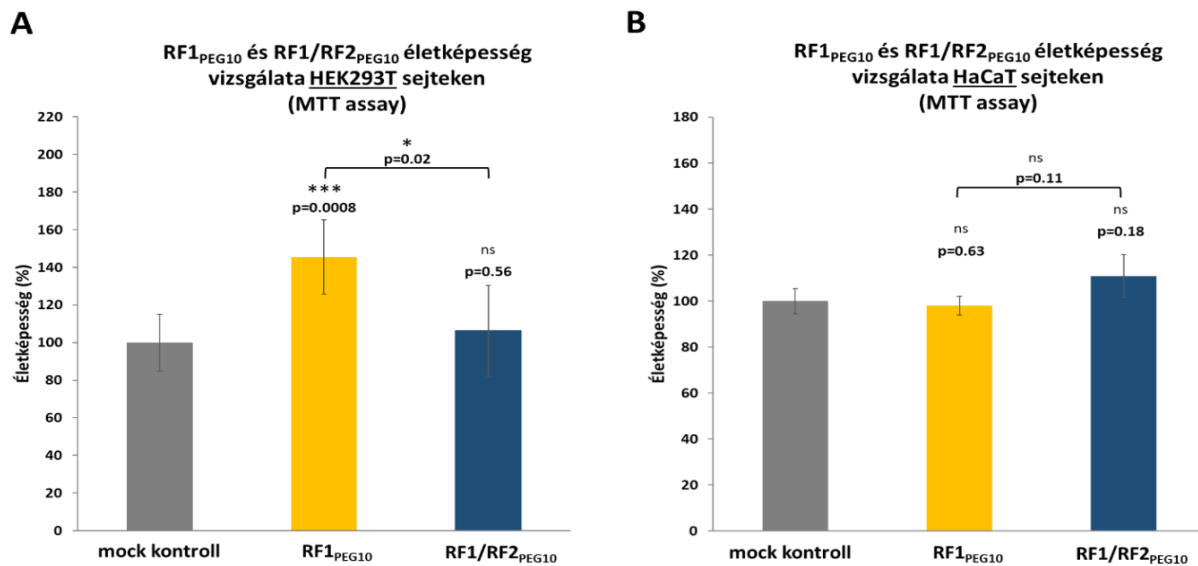 A
RF1PEG10 és RF1/RF2PEG10 életképesség
vizsgálata HEK293T sejteken
(MTT assay)
220
200
180
160
140
120
100
80
60
40
20
0
Életképesség (%)
*
p=0.02
***
p=0.0008
ns
p=0.56
mock kontroll
RF1PEG10
RF1/RF2PEG10
B
RF1PEG10 és RF1/RF2PEG10 életképesség
vizsgálata HaCaT sejteken
(MTT assay)
180
160
140
120
100
80
60
40
20
0
Életképesség (%)
ns
p=0.11
ns
p=0.63
ns
p=0.18
mock kontroll
RF1PEG10
RF1/RF2PEG10